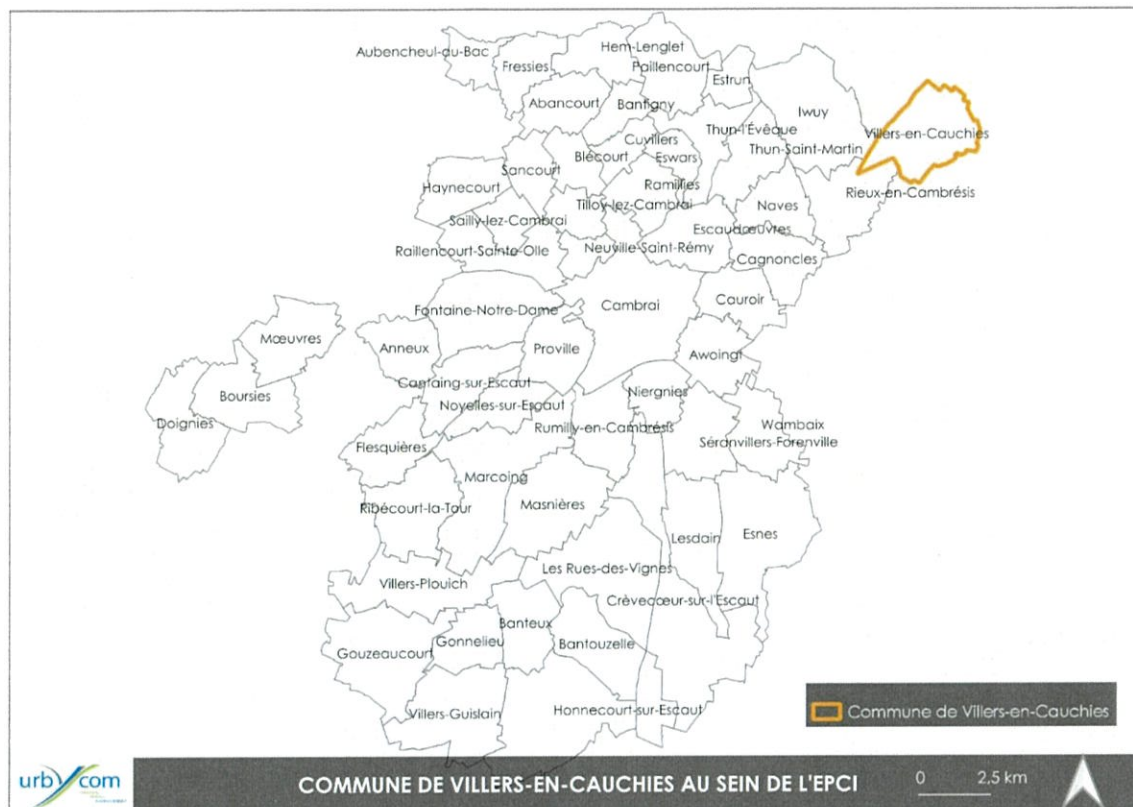 Aubencheul-du-Bac
Hem-Lenglet
Fressies
Paillencourt
Estrun
Abancourt
Bantigny
Iwuy
Thun-l'Évêque
Villers-en-Cauchies
Cuvillers
Thun-Saint-Martin
Blécourt
Eswars
Sancourt
Haynecourt
Ramillies
Rieux-en-Cambrésis
Tilloy-lez-Cambrai
Naves
Sailly-lez-Cambrai
Escaudœuvres
Raillencourt-Sainte-Olle
Neuville-Saint-Rémy
Cagnoncles
Cauroir
Fontaine-Notre-Dame
Cambrai
Mœuvres
Anneux
Proville
Awoingt
Cantaing-sur-Escaut
Niergnies
Boursies
Noyelles-sur-Escaut
Doignies
Rumilly-en-Cambrésis
Wambaix
Séranvillers-Forenville
Flesquières
Marcoing
Masnières
Ribécourt-la-Tour
Lesdain
Esnes
Les Rues-des-Vignes
Villers-Plouich
Crèvecœur-sur-l'Escaut
Banteux
Gonnelieu
Bantouzelle
Gouzeaucourt
Villers-Guislain
Honnecourt-sur-Escaut
Commune de Villers-en-Cauchies
urbycom
COMMUNE DE VILLERS-EN-CAUCHIES AU SEIN DE L'EPCI
0 2,5 km